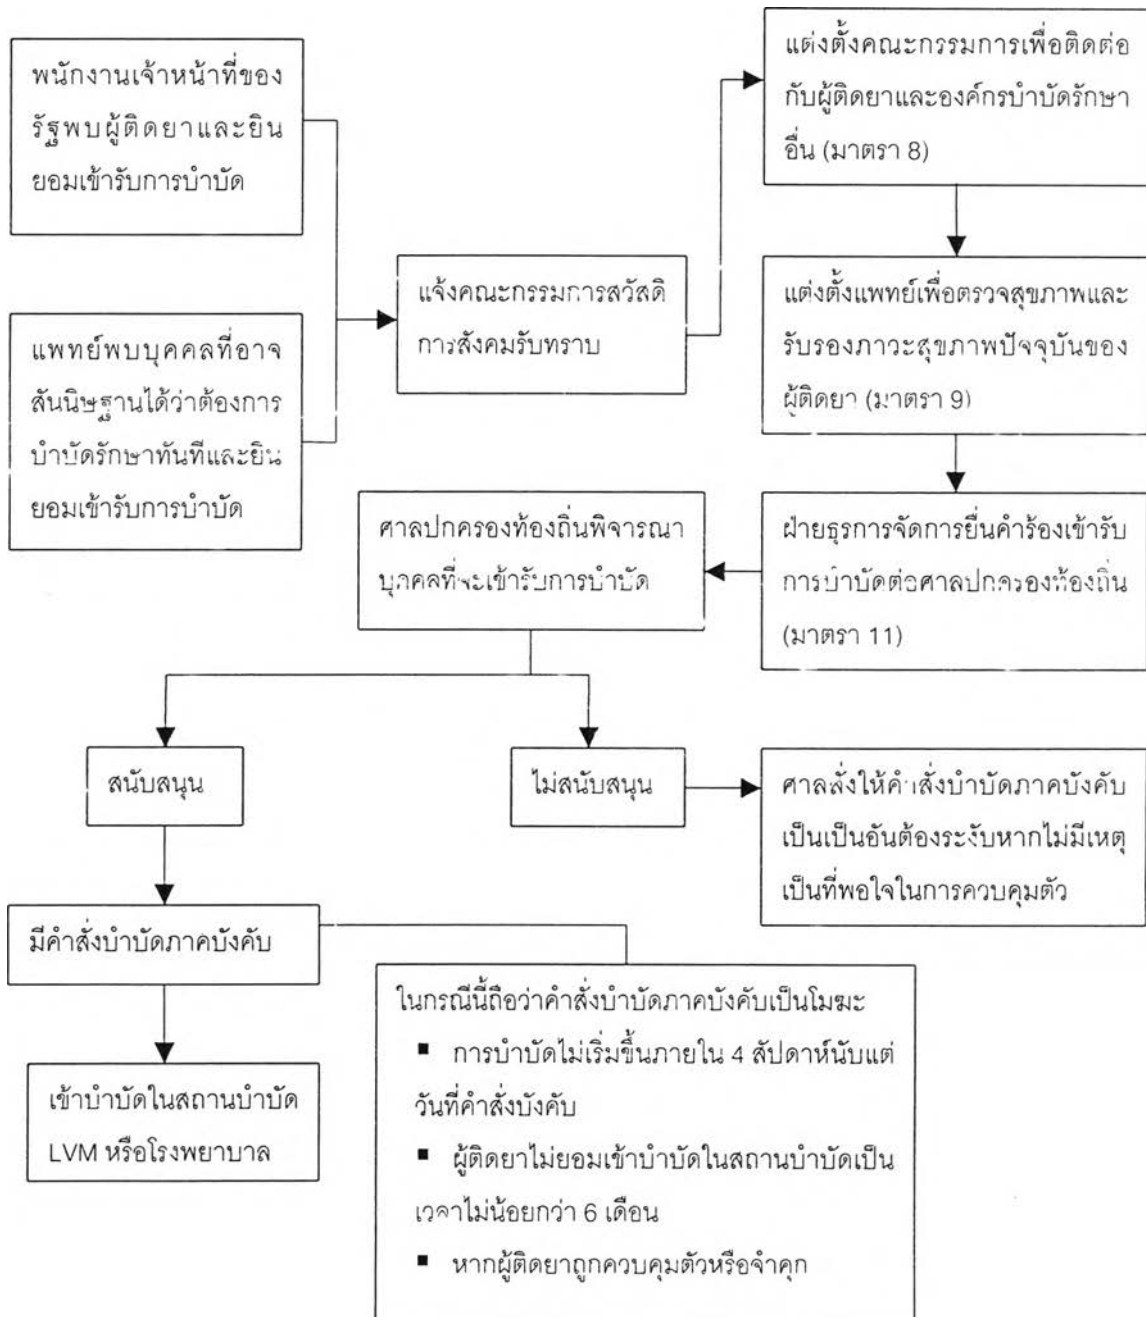 พนักงานเจ้าหน้าที่ของ
รัฐพบผู้ติดยาและยิน
ยอมเข้ารับการบำบัด
แพทย์พบบุคคลที่อาจ
สันนิษฐานได้ว่าต้องการ
บำบัดรักษาทันทีและยิน
ยอมเข้ารับการบำบัด
แจ้งคณะกรรมการสวัสดิ
การสังคมรับทราบ
แต่งตั้งคณะกรรมการเพื่อติดต่อ
กับผู้ติดยาและองค์กรบำบัดรักษา
อื่น (มาตรา 8)
แต่งตั้งแพทย์เพื่อตรวจสุขภาพและ
รับรองภาวะสุขภาพปัจจุบันของ
ผู้ติดยา (มาตรา 9)
ฝ่ายธุรการจัดการยื่นคำร้องเข้ารับ
การบำบัดต่อศาลปกครองท้องถิ่น
(มาตรา 11)
ศาลปกครองท้องถิ่นพิจารณา
บุคคลที่จะเข้ารับการบำบัด
สนับสนุน
ไม่สนับสนุน
ศาลสั่งให้คำสั่งบำบัดภาคบังคับ
เป็นเป็นอันต้องระงับหากไม่มีเหตุ
เป็นที่พอใจในการควบคุมตัว
มีคำสั่งบำบัดภาคบังคับ
เข้าบำบัดในสถานบำบัด
LVM หรือโรงพยาบาล
ในกรณีนี้ถือว่าคำสั่งบำบัดภาคบังคับเป็นโมฆะ
▪ การบำบัดไม่เริ่มขึ้นภายใน 4 สัปดาห์นับแต่
วันที่คำสั่งบังคับ
▪ ผู้ติดยาไม่ยอมเข้าบำบัดในสถานบำบัดเป็น
เวลาไม่น้อยกว่า 6 เดือน
▪ หากผู้ติดยาถูกควบคุมตัวหรือจำคุก